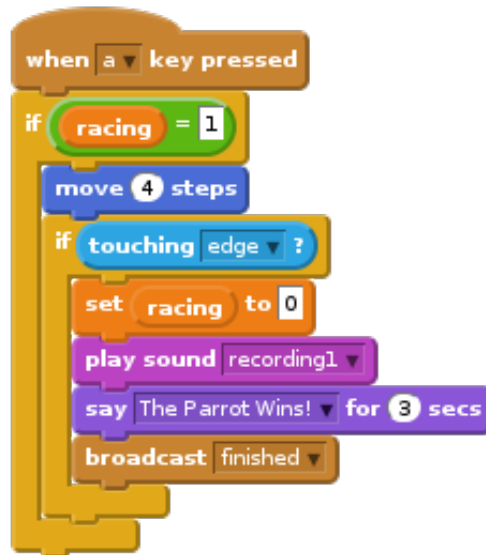 when a key pressed
if racing = 1
move 4 steps
if touching edge ?
set racing to 0
play sound recording1
say The Parrot Wins! for 3 secs
broadcast finished